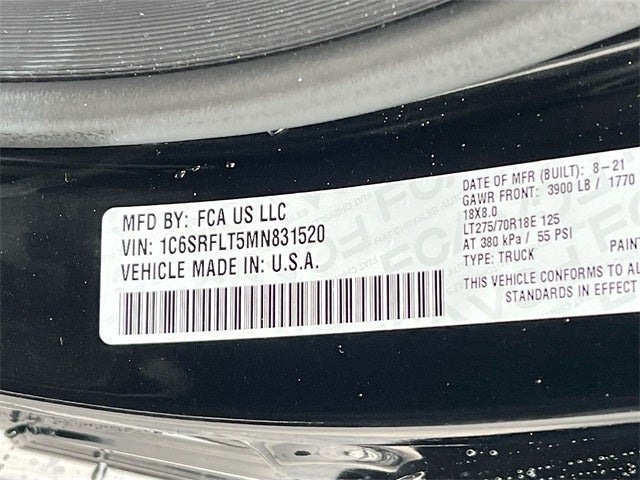 MFD BY: FCA US LLC
VIN: 1C6SRFLT5MN831520
VEHICLE MADE IN: U.S.A.
DATE OF MFR (BUILT): 8-21
GAWR FRONT: 3900 LB / 1770
18X8.0
LT275/70R18E 125
AT 380 kPa / 55 PSI
TYPE: TRUCK PAINT
THIS VEHICLE CONFORMS TO
STANDARDS IN EFFECT